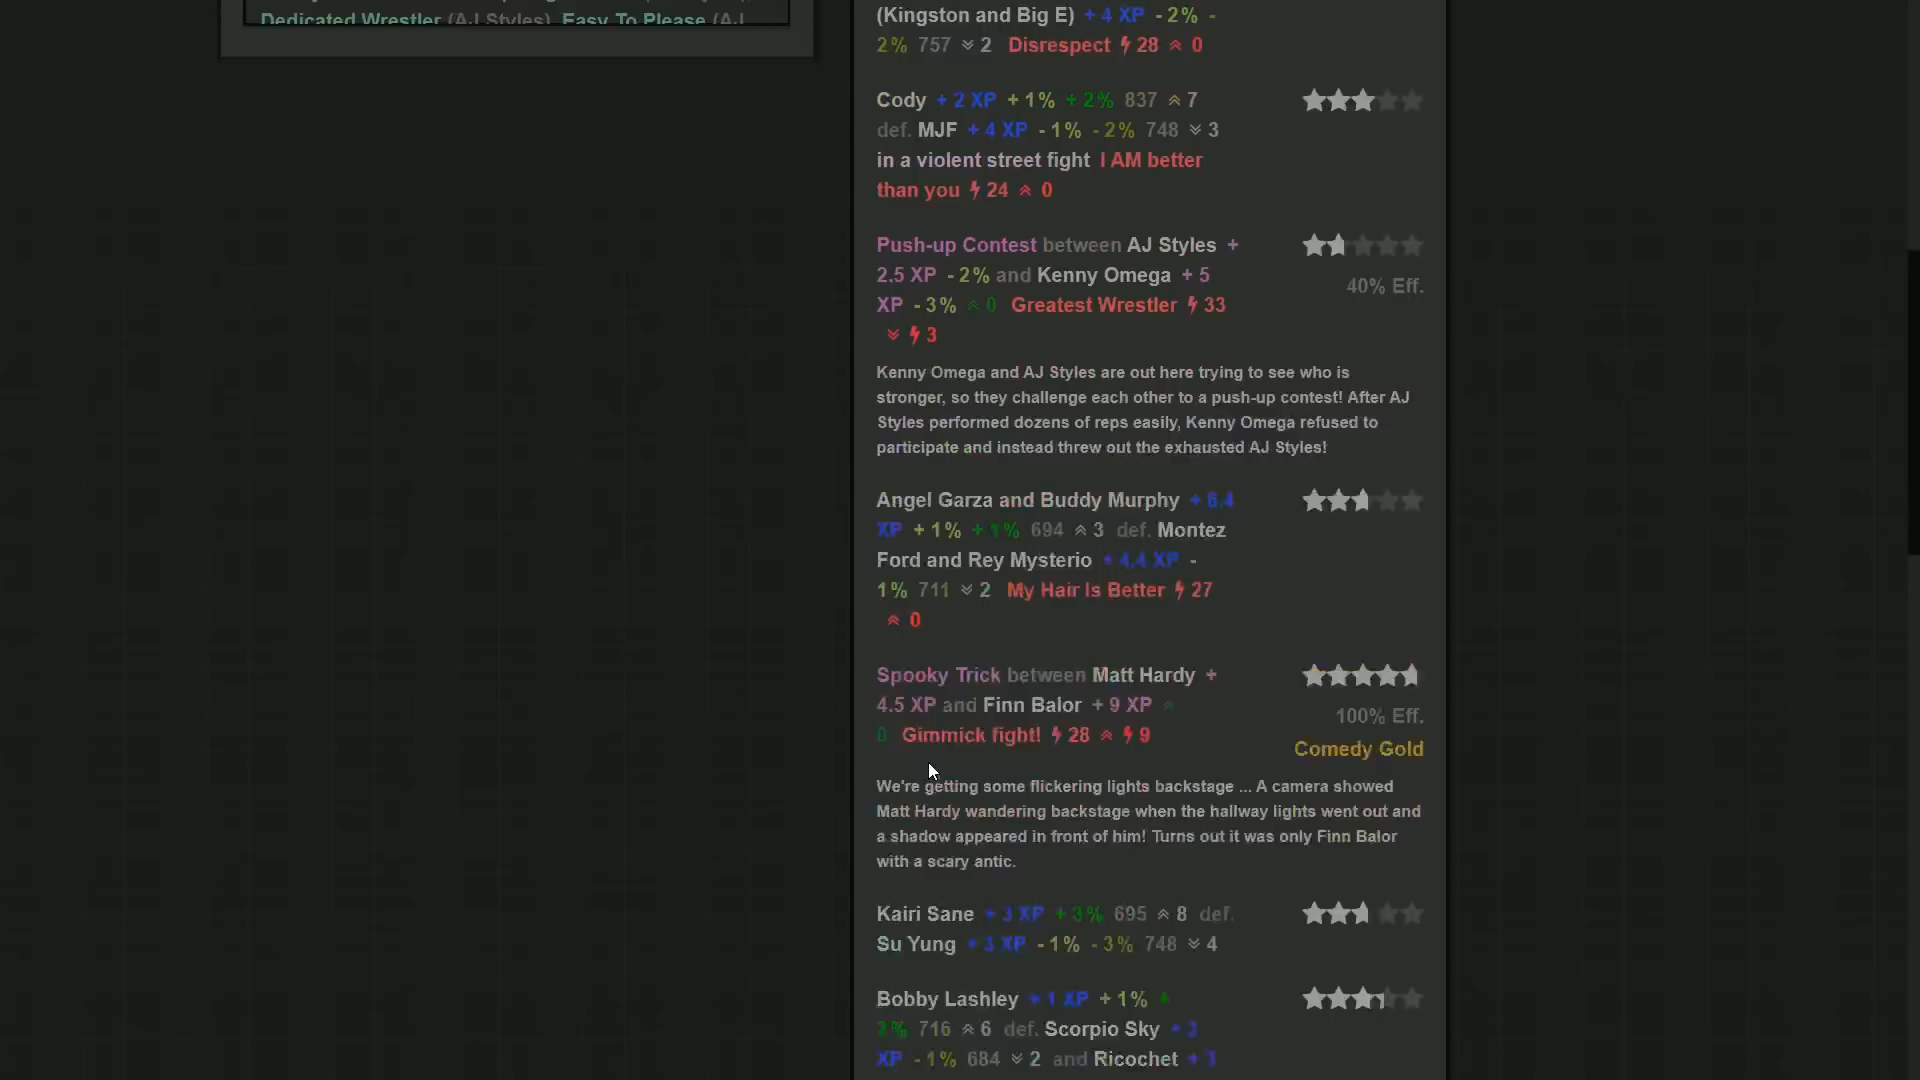 Dedicated Wrestler (AJ Styles), Easy To Please (AJ
(Kingston and Big E) + 4 XP - 2% -
2% 757 2 Disrespect 28 0
Cody + 2 XP + 1% + 2% 837 7
def. MJF + 4 XP - 1% - 2% 748 3
in a violent street fight I AM better
than you 24 0
Push-up Contest between AJ Styles +
2.5 XP - 2% and Kenny Omega + 5
XP - 3% 0 Greatest Wrestler 33
3
40% Eff.
Kenny Omega and AJ Styles are out here trying to see who is
stronger, so they challenge each other to a push-up contest! After AJ
Styles performed dozens of reps easily, Kenny Omega refused to
participate and instead threw out the exhausted AJ Styles!
Angel Garza and Buddy Murphy + 6.4
XP + 1% + 1% 694 3 def. Montez
Ford and Rey Mysterio + 4.4 XP -
1% 711 2 My Hair Is Better 27
0
Spooky Trick between Matt Hardy +
4.5 XP and Finn Balor + 9 XP
0 Gimmick fight! 28 9
100% Eff.
Comedy Gold
We're getting some flickering lights backstage ... A camera showed
Matt Hardy wandering backstage when the hallway lights went out and
a shadow appeared in front of him! Turns out it was only Finn Balor
with a scary antic.
Kairi Sane + 3 XP + 3% 695 8 def.
Su Yung + 3 XP - 1% - 3% 748 4
Bobby Lashley + 1 XP + 1% +
2% 716 6 def. Scorpio Sky + 3
XP - 1% 684 2 and Ricochet + 3